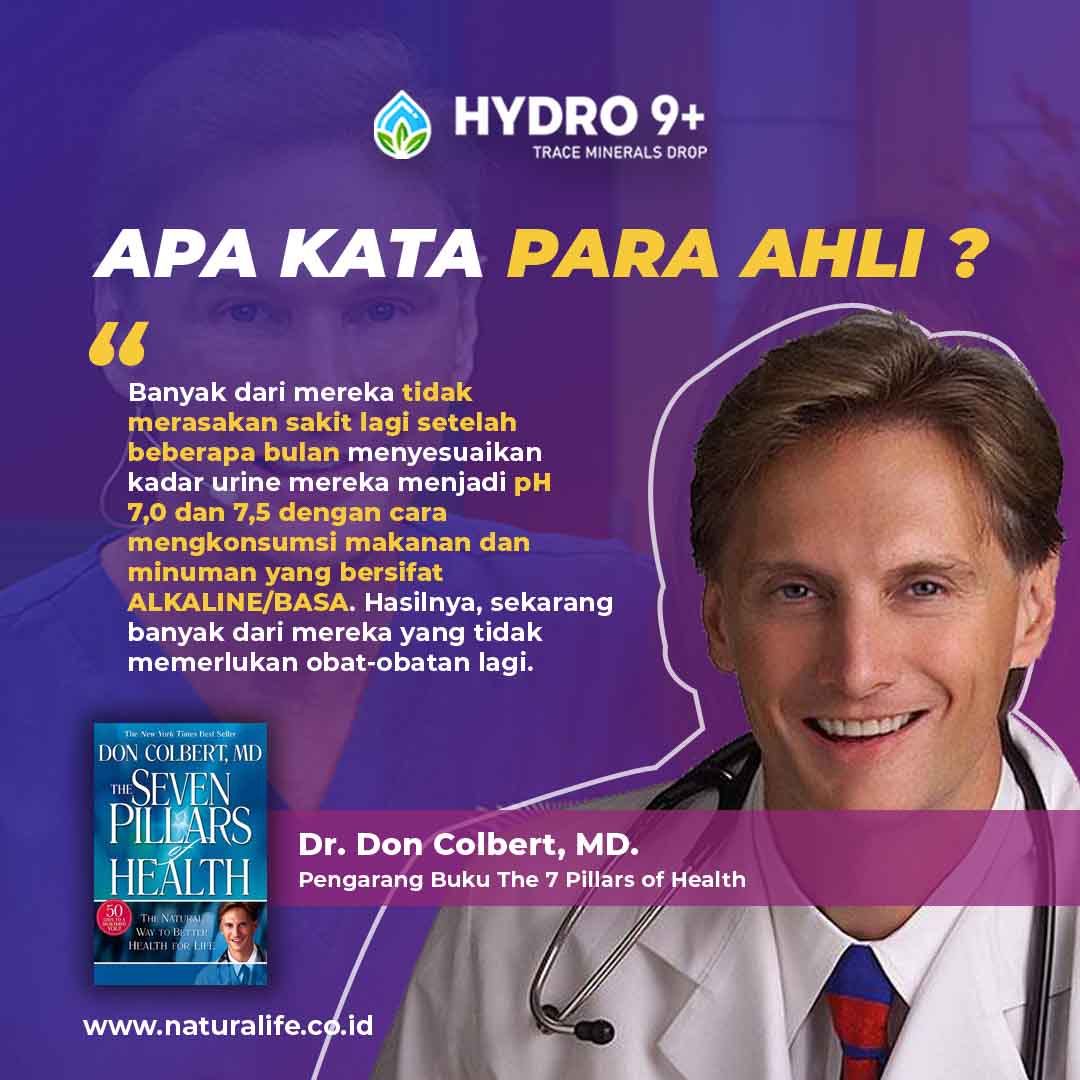 HYDRO 9+
TRACE MINERALS DROP
APA KATA PARA AHLI ?
“
Banyak dari mereka tidak
merasakan sakit lagi setelah
beberapa bulan menyesuaikan
kadar urine mereka menjadi pH
7,0 dan 7,5 dengan cara
mengkonsumsi makanan dan
minuman yang bersifat
ALKALINE/BASA. Hasilnya, sekarang
banyak dari mereka yang tidak
memerlukan obat-obatan lagi.
The New York Times Best Seller
DON COLBERT, MD
THE SEVEN
PILLARS
of
HEALTH
50
THE NATURAL
WAY TO BETTER
HEALTH FOR LIFE
Dr. Don Colbert, MD.
Pengarang Buku The 7 Pillars of Health
www.naturalife.co.id